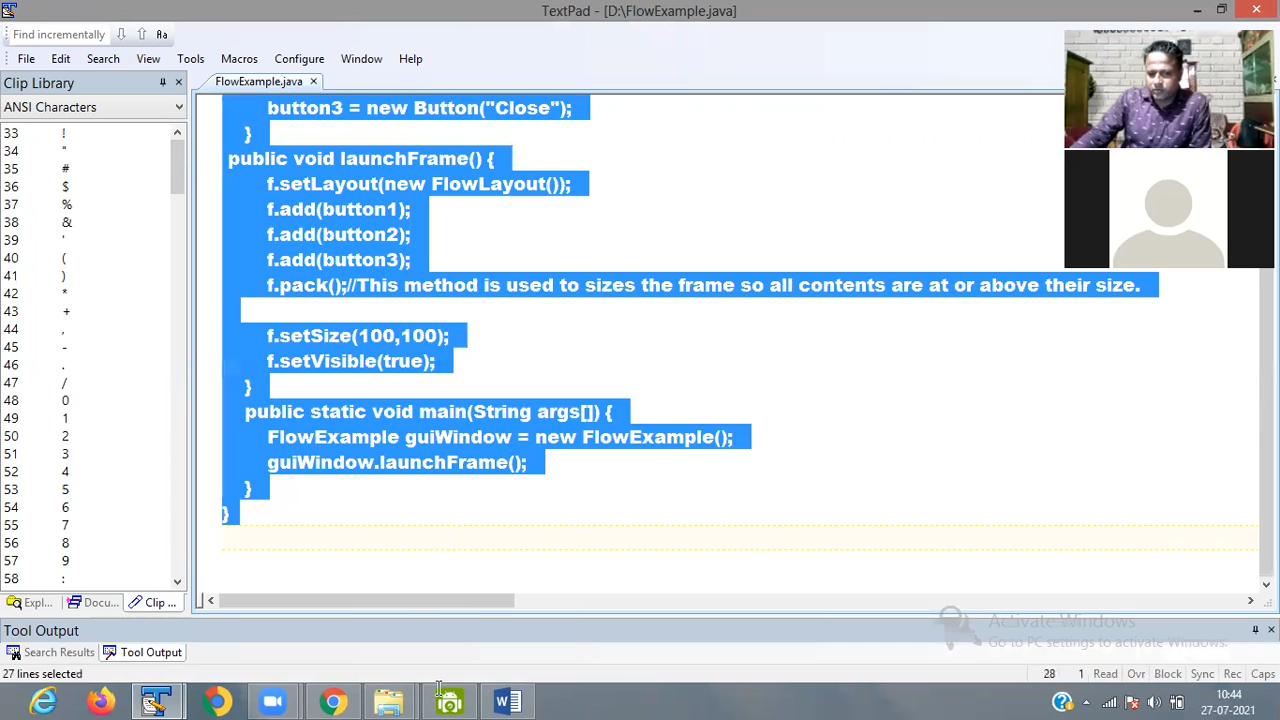 TextPad - [D:\FlowExample.java]
Find incrementally
Aa
File Edit Search View Tools Macros Configure Window Help
Clip Library
FlowExample.java
ANSI Characters
33 !
34 "
35 #
36 $
37 %
38 &
39 '
40 (
41 )
42 *
43 +
44 ,
45 -
46 .
47 /
48 0
49 1
50 2
51 3
52 4
53 5
54 6
55 7
56 8
57 9
58 :
button3 = new Button("Close");
}
public void launchFrame() {
f.setLayout(new FlowLayout());
f.add(button1);
f.add(button2);
f.add(button3);
f.pack();//This method is used to sizes the frame so all contents are at or above their size.
f.setSize(100,100);
f.setVisible(true);
}
public static void main(String args[]) {
FlowExample guiWindow = new FlowExample();
guiWindow.launchFrame();
}
}
Expl... Docu... Clip ...
Activate Windows
Go to PC settings to activate Windows.
Tool Output
Search Results Tool Output
27 lines selected
28 1 Read Ovr Block Sync Rec Caps
10:44
27-07-2021